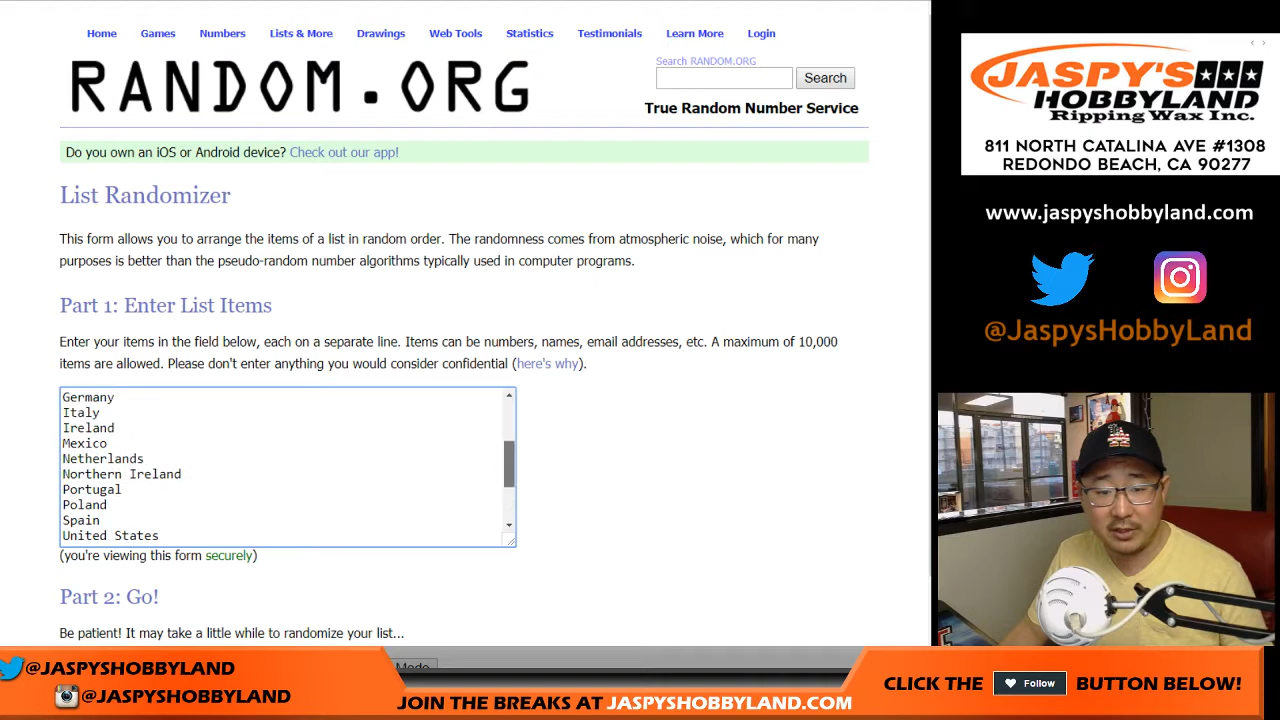 Home Games Numbers Lists & More Drawings Web Tools Statistics Testimonials Learn More Login
RANDOM.ORG
Search RANDOM.ORG
Search
True Random Number Service
Do you own an iOS or Android device? Check out our app!
List Randomizer
This form allows you to arrange the items of a list in random order. The randomness comes from atmospheric noise, which for many
purposes is better than the pseudo-random number algorithms typically used in computer programs.
Part 1: Enter List Items
Enter your items in the field below, each on a separate line. Items can be numbers, names, email addresses, etc. A maximum of 10,000
items are allowed. Please don't enter anything you would consider confidential (here's why).
Germany
Italy
Ireland
Mexico
Netherlands
Northern Ireland
Portugal
Poland
Spain
United States
(you're viewing this form securely)
Part 2: Go!
Be patient! It may take a little while to randomize your list...
Mode
JASPY'S
HOBBYLAND
Ripping Wax Inc.
811 NORTH CATALINA AVE #1308
REDONDO BEACH, CA 90277
www.jaspyshobbyland.com
@JaspysHobbyLand
@JASPYSHOBBYLAND
@JASPYSHOBBYLAND
JOIN THE BREAKS AT JASPYSHOBBYLAND.COM
CLICK THE Follow BUTTON BELOW!